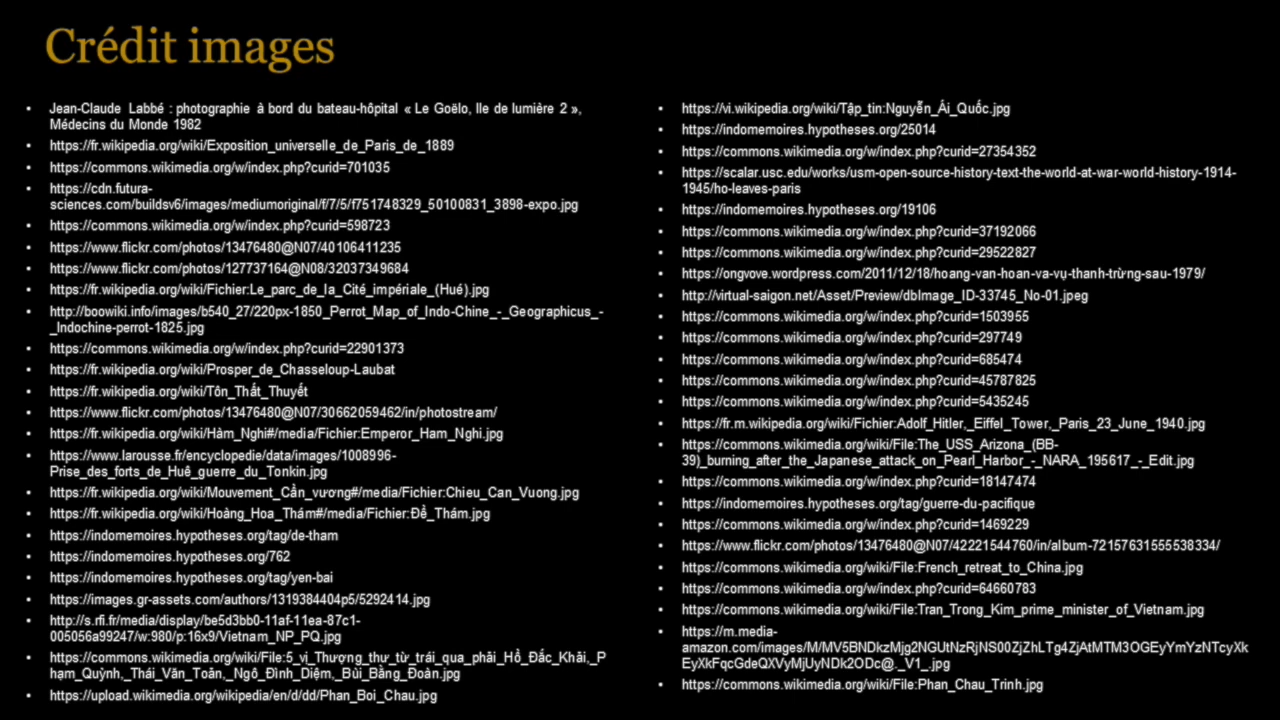 Crédit images
Jean-Claude Labbé : photographie à bord du bateau-hôpital « Le Goëlo, Ile de lumière 2 »,
Médecins du Monde 1982
https://fr.wikipedia.org/wiki/Exposition_universelle_de_Paris_de_1889
https://commons.wikimedia.org/w/index.php?curid=701035
https://cdn.futura-
sciences.com/buildsv6/images/mediumoriginal/f/7/5/f751748329_50100831_3898-expo.jpg
https://commons.wikimedia.org/w/index.php?curid=598723
https://www.flickr.com/photos/13476480@N07/40106411235
https://www.flickr.com/photos/127737164@N08/32037349684
https://fr.wikipedia.org/wiki/Fichier:Le_parc_de_la_Cité_impériale_(Hué).jpg
http://boowiki.info/images/b540_27/220px-1850_Perrot_Map_of_Indo-Chine_-_Geographicus_-
_Indochine-perrot-1825.jpg
https://commons.wikimedia.org/w/index.php?curid=22901373
https://fr.wikipedia.org/wiki/Prosper_de_Chasseloup-Laubat
https://fr.wikipedia.org/wiki/Tôn_Thất_Thuyết
https://www.flickr.com/photos/13476480@N07/30662059462/in/photostream/
https://fr.wikipedia.org/wiki/Hàm_Nghi#/media/Fichier:Emperor_Ham_Nghi.jpg
https://www.larousse.fr/encyclopedie/data/images/1008996-
Prise_des_forts_de_Huê_guerre_du_Tonkin.jpg
https://fr.wikipedia.org/wiki/Mouvement_Cần_vương#/media/Fichier:Chieu_Can_Vuong.jpg
https://fr.wikipedia.org/wiki/Hoàng_Hoa_Thám#/media/Fichier:Đề_Thám.jpg
https://indomemoires.hypotheses.org/tag/de-tham
https://indomemoires.hypotheses.org/762
https://indomemoires.hypotheses.org/tag/yen-bai
https://images.gr-assets.com/authors/1319384404p5/5292414.jpg
http://s.rfi.fr/media/display/be5d3bb0-11af-11ea-87c1-
005056a99247/w:980/p:16x9/Vietnam_NP_PQ.jpg
https://commons.wikimedia.org/wiki/File:5_vị_Thượng_thư_từ_trái_qua_phải_Hồ_Đắc_Khải,_P
hạm_Quỳnh,_Thái_Văn_Toản,_Ngô_Đình_Diệm,_Bùi_Bằng_Đoàn.jpg
https://upload.wikimedia.org/wikipedia/en/d/dd/Phan_Boi_Chau.jpg
https://vi.wikipedia.org/wiki/Tập_tin:Nguyễn_Ái_Quốc.jpg
https://indomemoires.hypotheses.org/25014
https://commons.wikimedia.org/w/index.php?curid=27354352
https://scalar.usc.edu/works/usm-open-source-history-text-the-world-at-war-world-history-1914-
1945/ho-leaves-paris
https://indomemoires.hypotheses.org/19106
https://commons.wikimedia.org/w/index.php?curid=37192066
https://commons.wikimedia.org/w/index.php?curid=29522827
https://ongvove.wordpress.com/2011/12/18/hoang-van-hoan-va-vụ-thanh-trừng-sau-1979/
http://virtual-saigon.net/Asset/Preview/dbImage_ID-33745_No-01.jpeg
https://commons.wikimedia.org/w/index.php?curid=1503955
https://commons.wikimedia.org/w/index.php?curid=297749
https://commons.wikimedia.org/w/index.php?curid=685474
https://commons.wikimedia.org/w/index.php?curid=45787825
https://commons.wikimedia.org/w/index.php?curid=5435245
https://fr.m.wikipedia.org/wiki/Fichier:Adolf_Hitler,_Eiffel_Tower,_Paris_23_June_1940.jpg
https://commons.wikimedia.org/wiki/File:The_USS_Arizona_(BB-
39)_burning_after_the_Japanese_attack_on_Pearl_Harbor_-_NARA_195617_-_Edit.jpg
https://commons.wikimedia.org/w/index.php?curid=18147474
https://indomemoires.hypotheses.org/tag/guerre-du-pacifique
https://commons.wikimedia.org/w/index.php?curid=1469229
https://www.flickr.com/photos/13476480@N07/42221544760/in/album-72157631555538334/
https://commons.wikimedia.org/wiki/File:French_retreat_to_China.jpg
https://commons.wikimedia.org/w/index.php?curid=64660783
https://commons.wikimedia.org/wiki/File:Tran_Trong_Kim_prime_minister_of_Vietnam.jpg
https://m.media-
amazon.com/images/M/MV5BNDkzMjg2NGUtNzRjNS00ZjZhLTg4ZjAtMTM3OGEyYmYzNTcyXk
EyXkFqcGdeQXVyMjUyNDk2ODc@._V1_.jpg
https://commons.wikimedia.org/wiki/File:Phan_Chau_Trinh.jpg